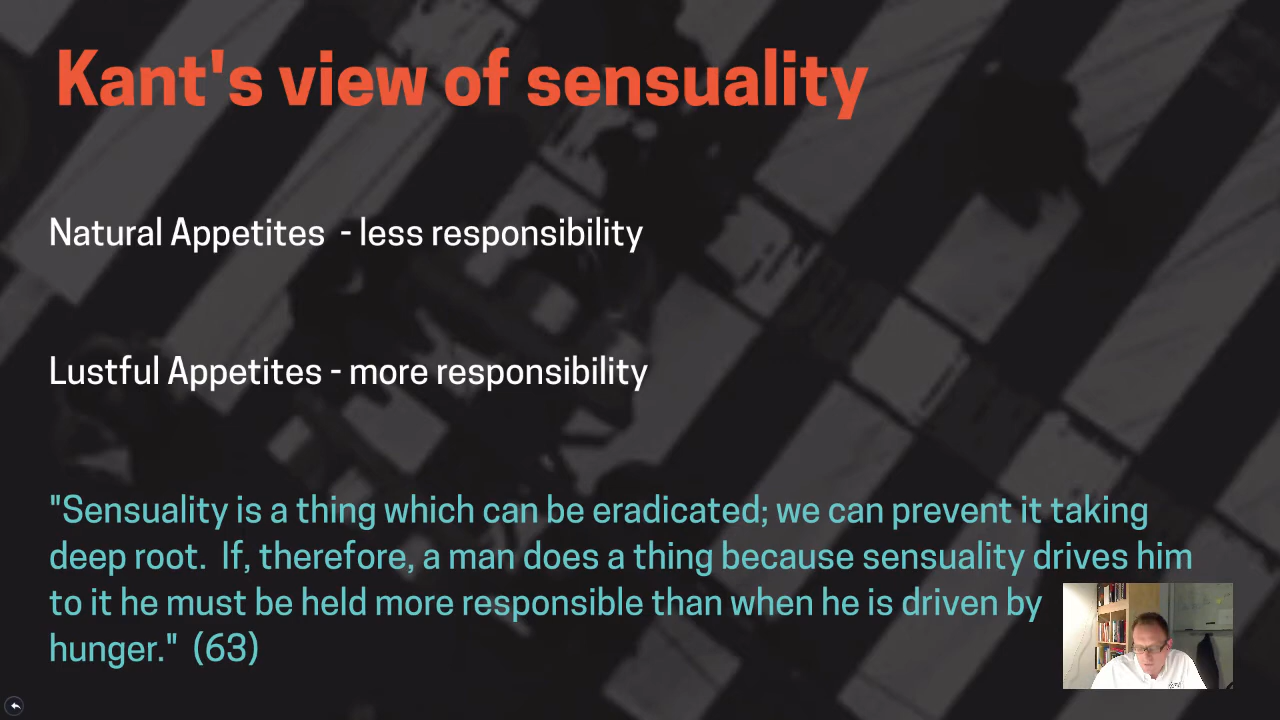 Kant's view of sensuality
Natural Appetites - less responsibility
Lustful Appetites - more responsibility
"Sensuality is a thing which can be eradicated; we can prevent it taking
deep root. If, therefore, a man does a thing because sensuality drives him
to it he must be held more responsible than when he is driven by
hunger." (63)